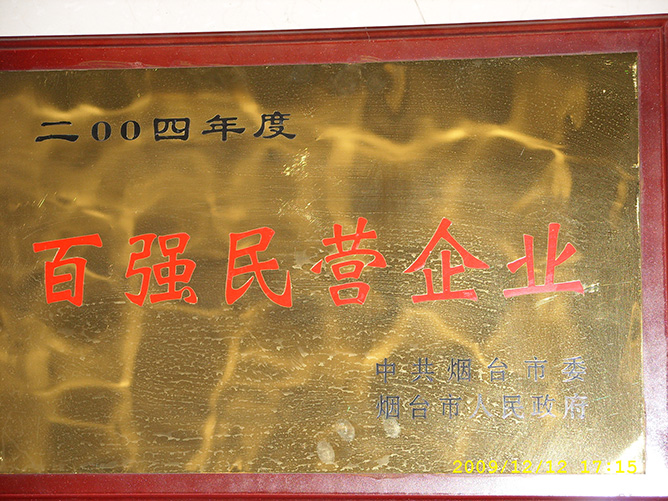 二00四年度
百强民营企业
中共烟台市委
烟台市人民政府
2009/12/12 17:15